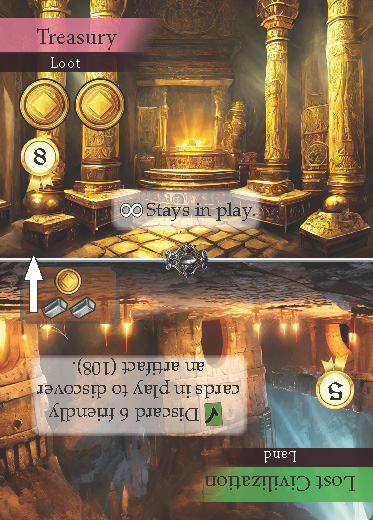 Treasury
Loot
8
∞ Stays in play.
Lost Civilization
Land
5
Discard 6 friendly
cards in play to discover
an artifact (108).